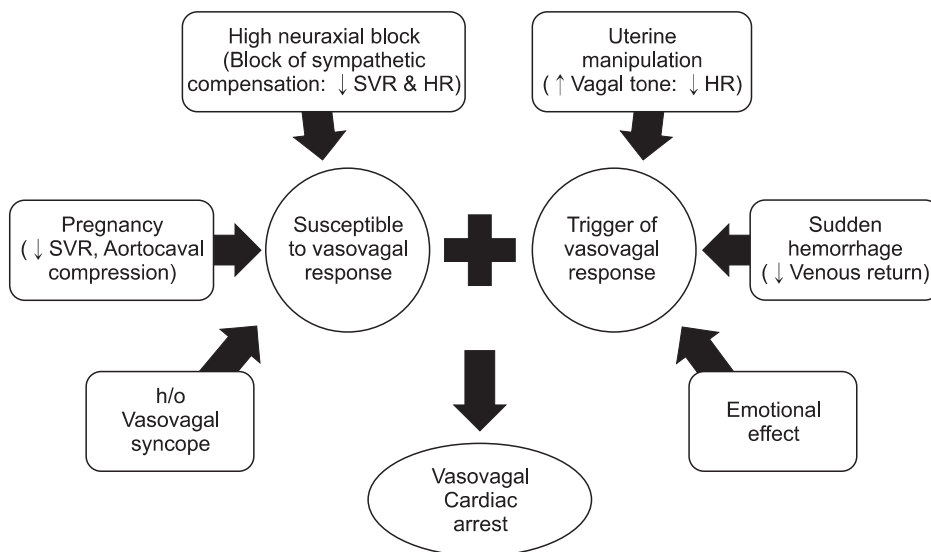 High neuraxial block
(Block of sympathetic
compensation: ↓ SVR & HR)
Uterine
manipulation
(↑ Vagal tone: ↓ HR)
Pregnancy
(↓ SVR, Aortocaval
compression)
Susceptible
to vasovagal
response
Trigger of
vasovagal
response
Sudden
hemorrhage
(↓ Venous return)
h/o
Vasovagal
syncope
Emotional
effect
Vasovagal
Cardiac
arrest